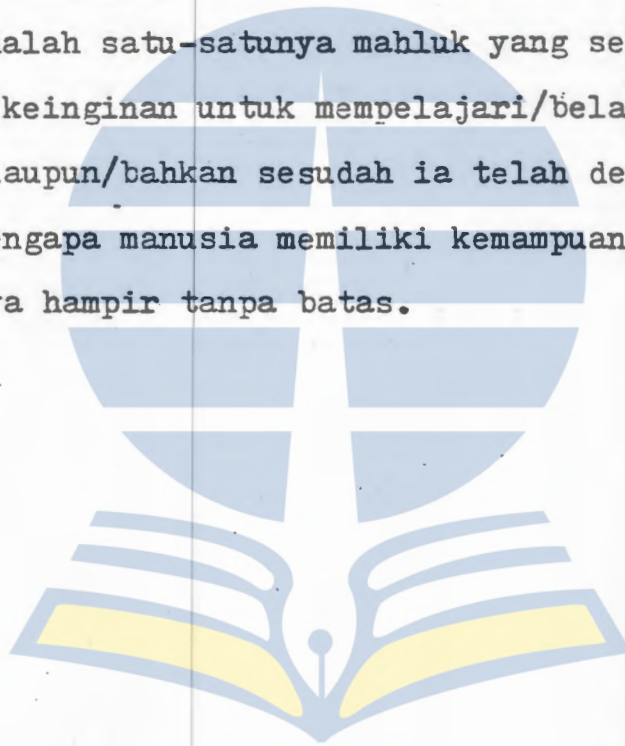 alah satu-satunya mahluk yang se
keinginan untuk mempelajari/bela
aupun/bahkan sesudah ia telah de
ngapa manusia memiliki kemampuan
a hampir tanpa batas.